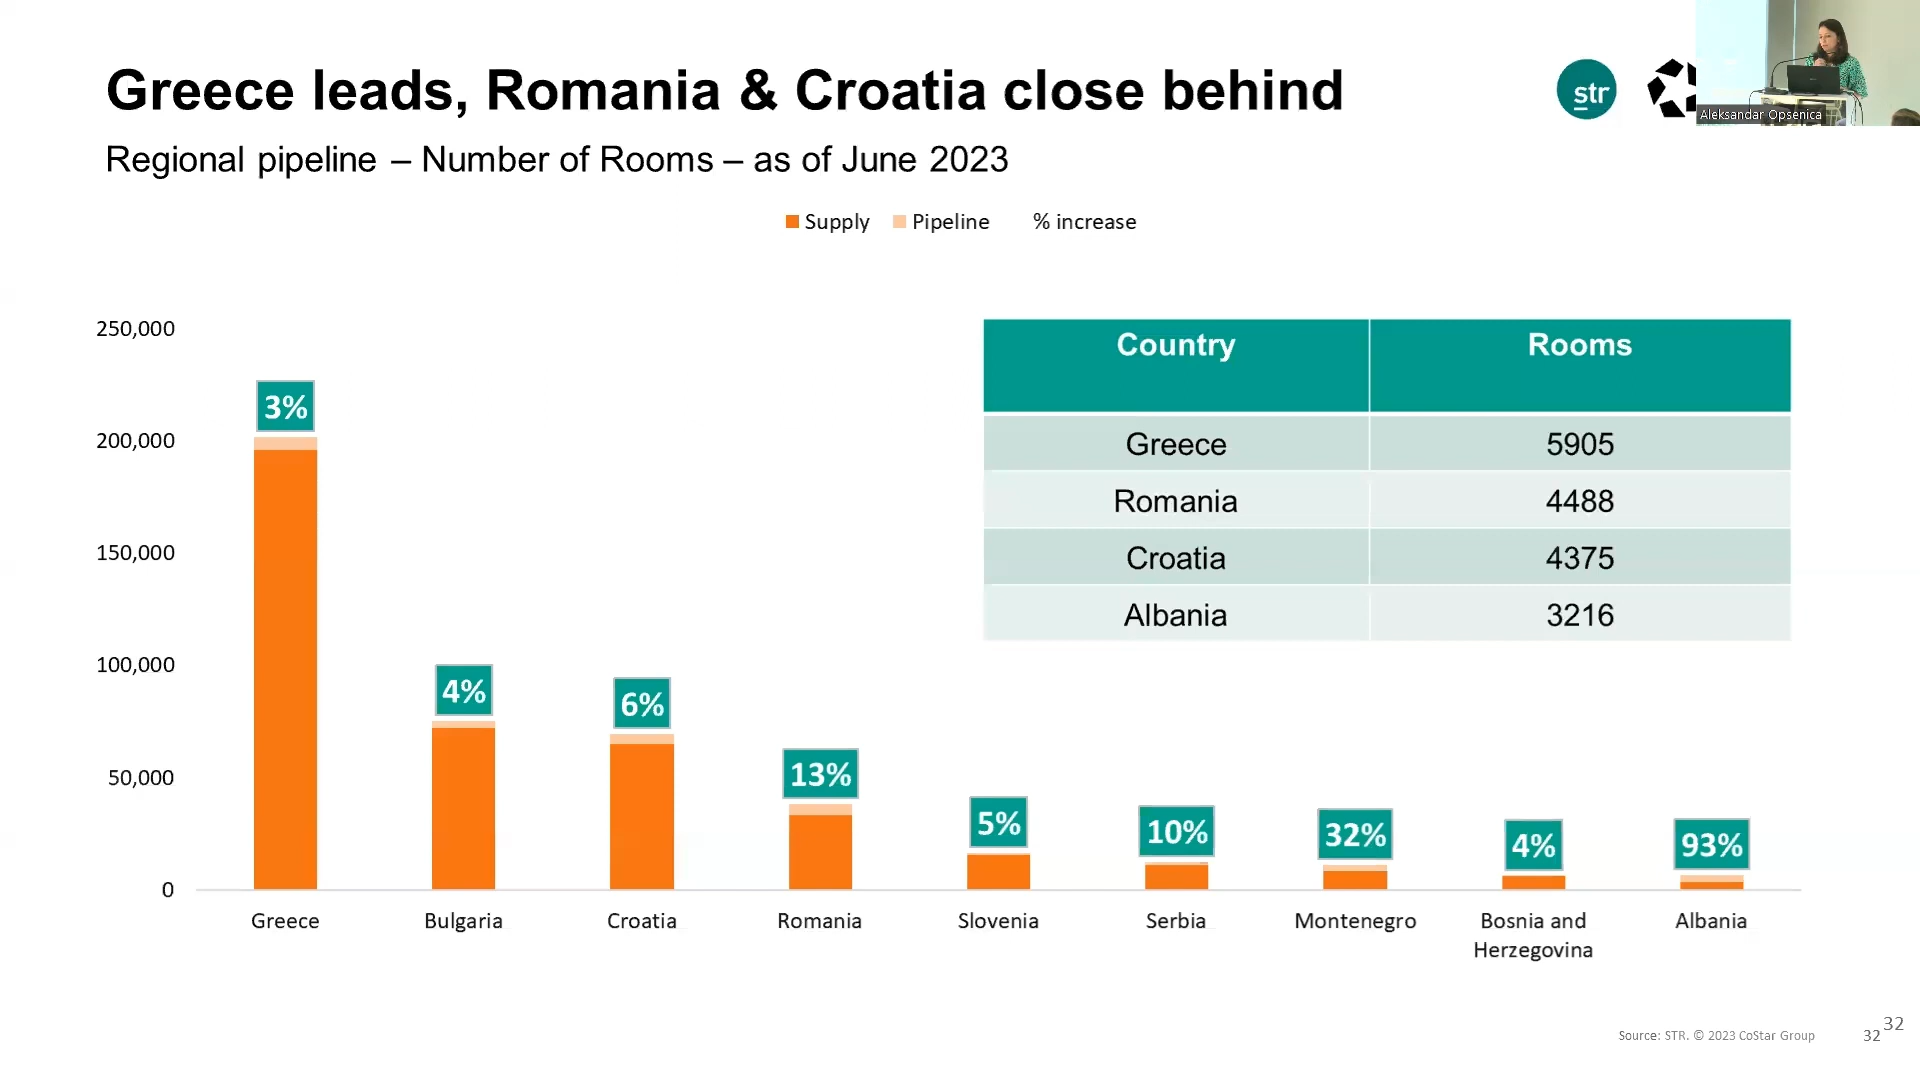 Greece leads, Romania & Croatia close behind
str
Aleksandar Opsenica
Regional pipeline – Number of Rooms – as of June 2023
Supply Pipeline % increase
250,000
200,000
150,000
100,000
50,000
0
3%
4%
6%
13%
5%
10%
32%
4%
93%
Greece
Bulgaria
Croatia
Romania
Slovenia
Serbia
Montenegro
Bosnia and
Herzegovina
Albania
Country Rooms
Greece 5905
Romania 4488
Croatia 4375
Albania 3216
Source: STR. © 2023 CoStar Group
32
32